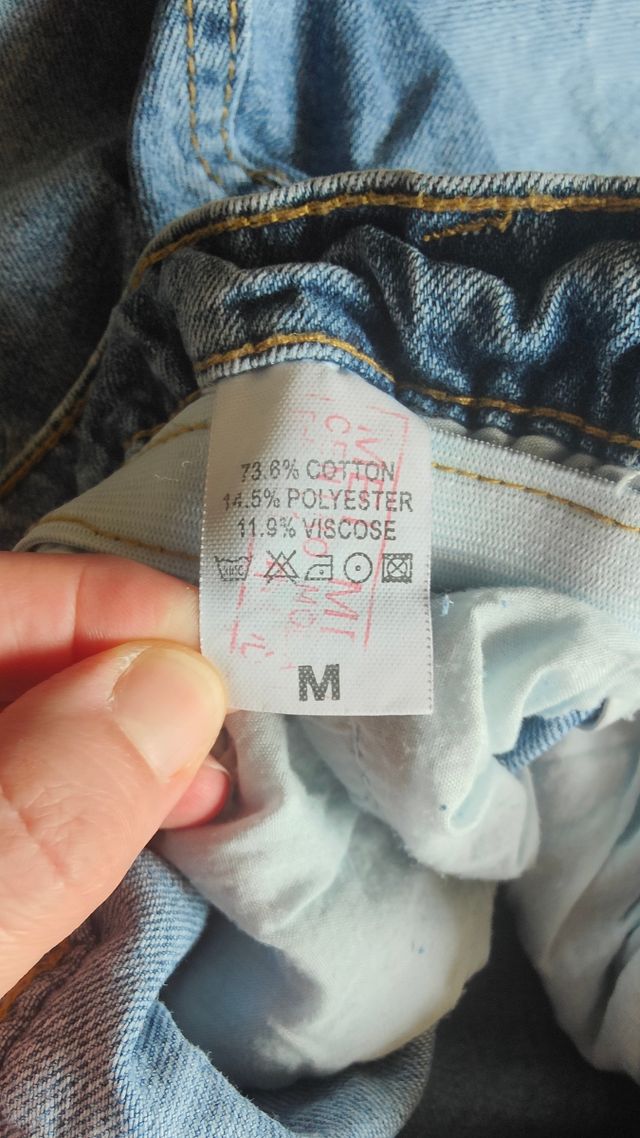 73.6% COTTON
14.5% POLYESTER
11.9% VISCOSE
M